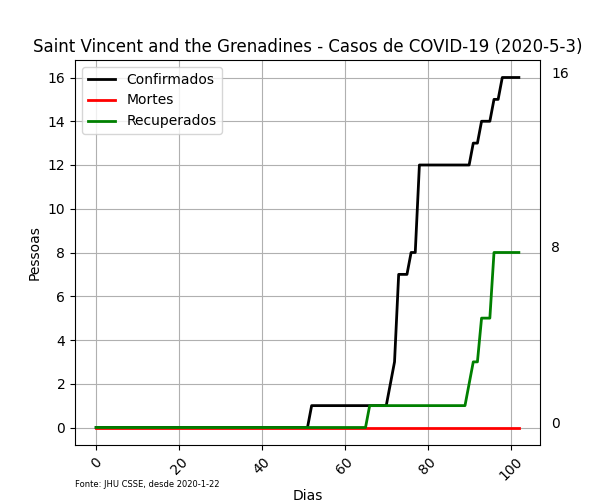 Saint Vincent and the Grenadines - Casos de COVID-19 (2020-5-3)
Confirmados
Mortes
Recuperados
16
14
12
10
8
6
4
2
0
Pessoas
16
8
0
0
20
40
60
80
100
Fonte: JHU CSSE, desde 2020-1-22
Dias